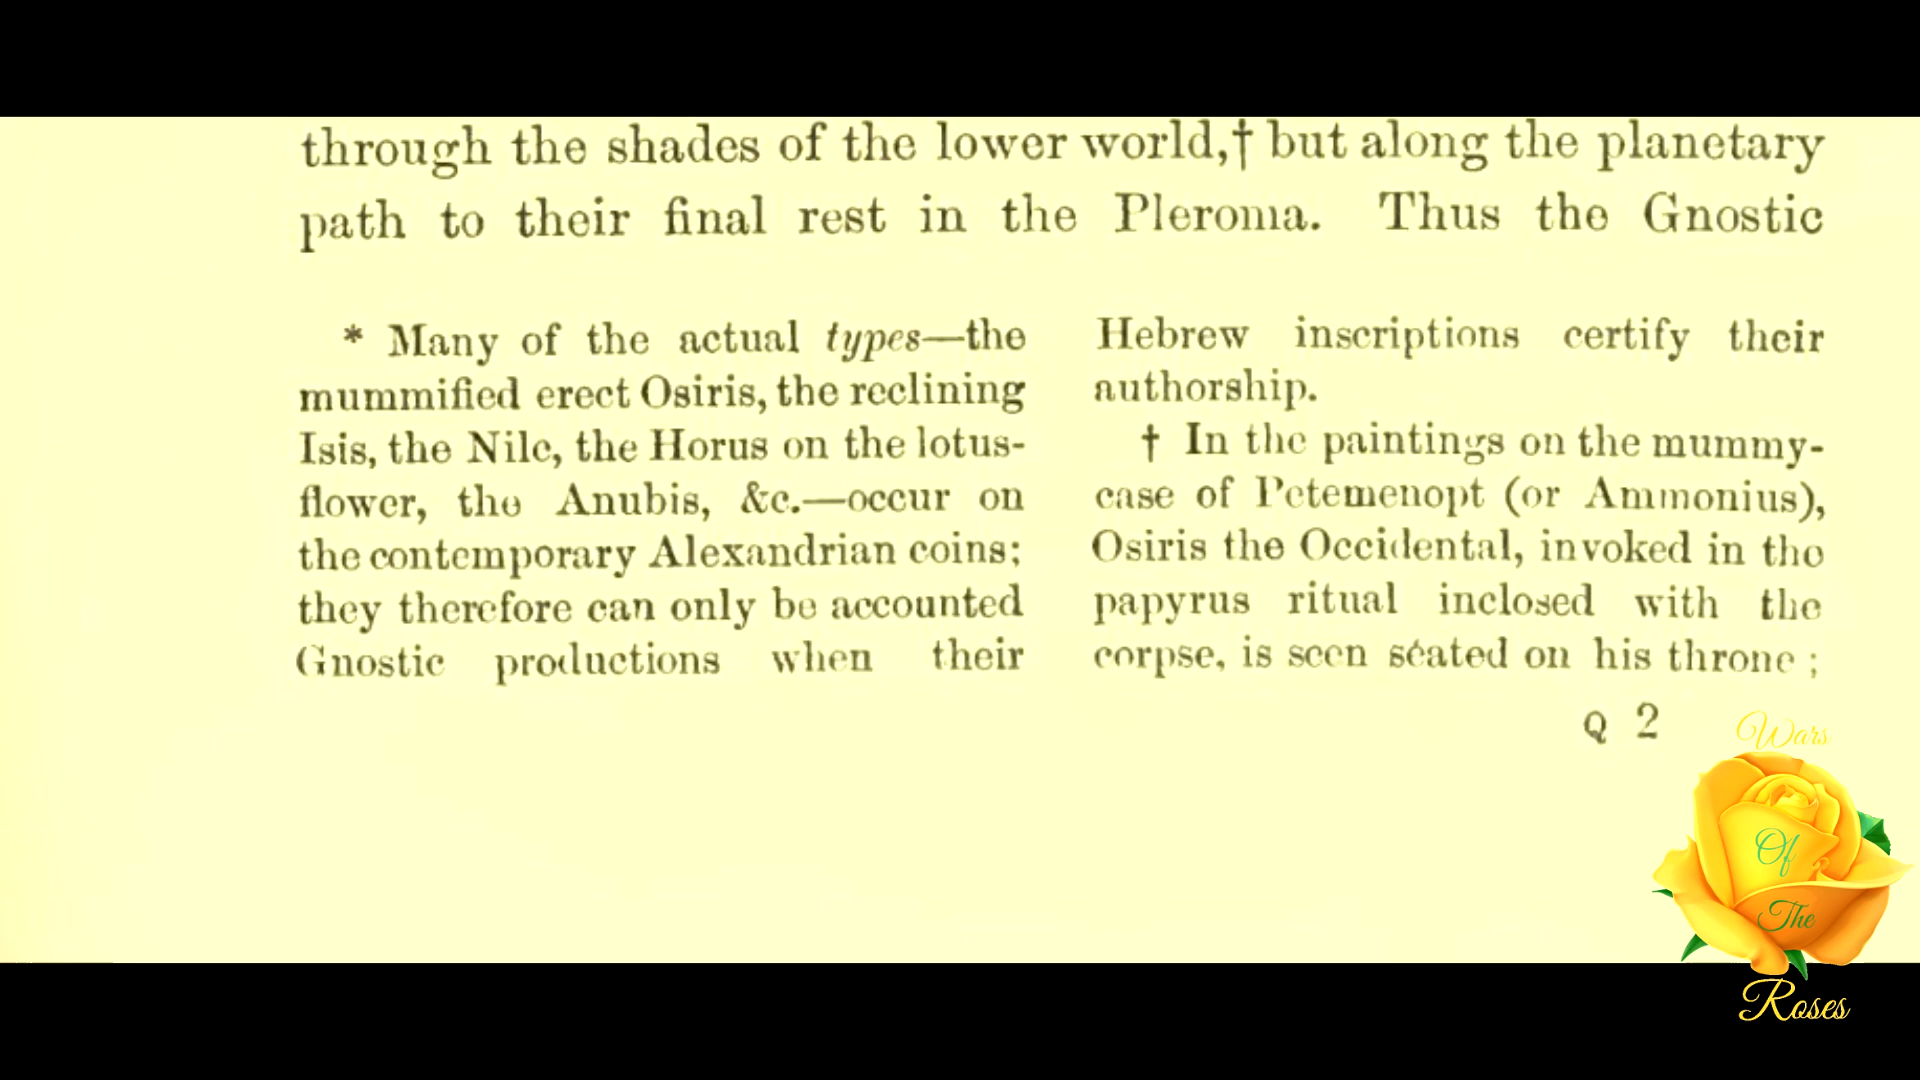 through the shades of the lower world,† but along the planetary
path to their final rest in the Pleroma. Thus the Gnostic
* Many of the actual types—the
mummified erect Osiris, the reclining
Isis, the Nile, the Horus on the lotus-
flower, the Anubis, &c.—occur on
the contemporary Alexandrian coins;
they therefore can only be accounted
Gnostic productions when their
Hebrew inscriptions certify their
authorship.
† In the paintings on the mummy-
case of Petemenopt (or Ammonius),
Osiris the Occidental, invoked in the
papyrus ritual inclosed with the
corpse, is seen seated on his throne;
Q 2
Wars
Of
The
Roses